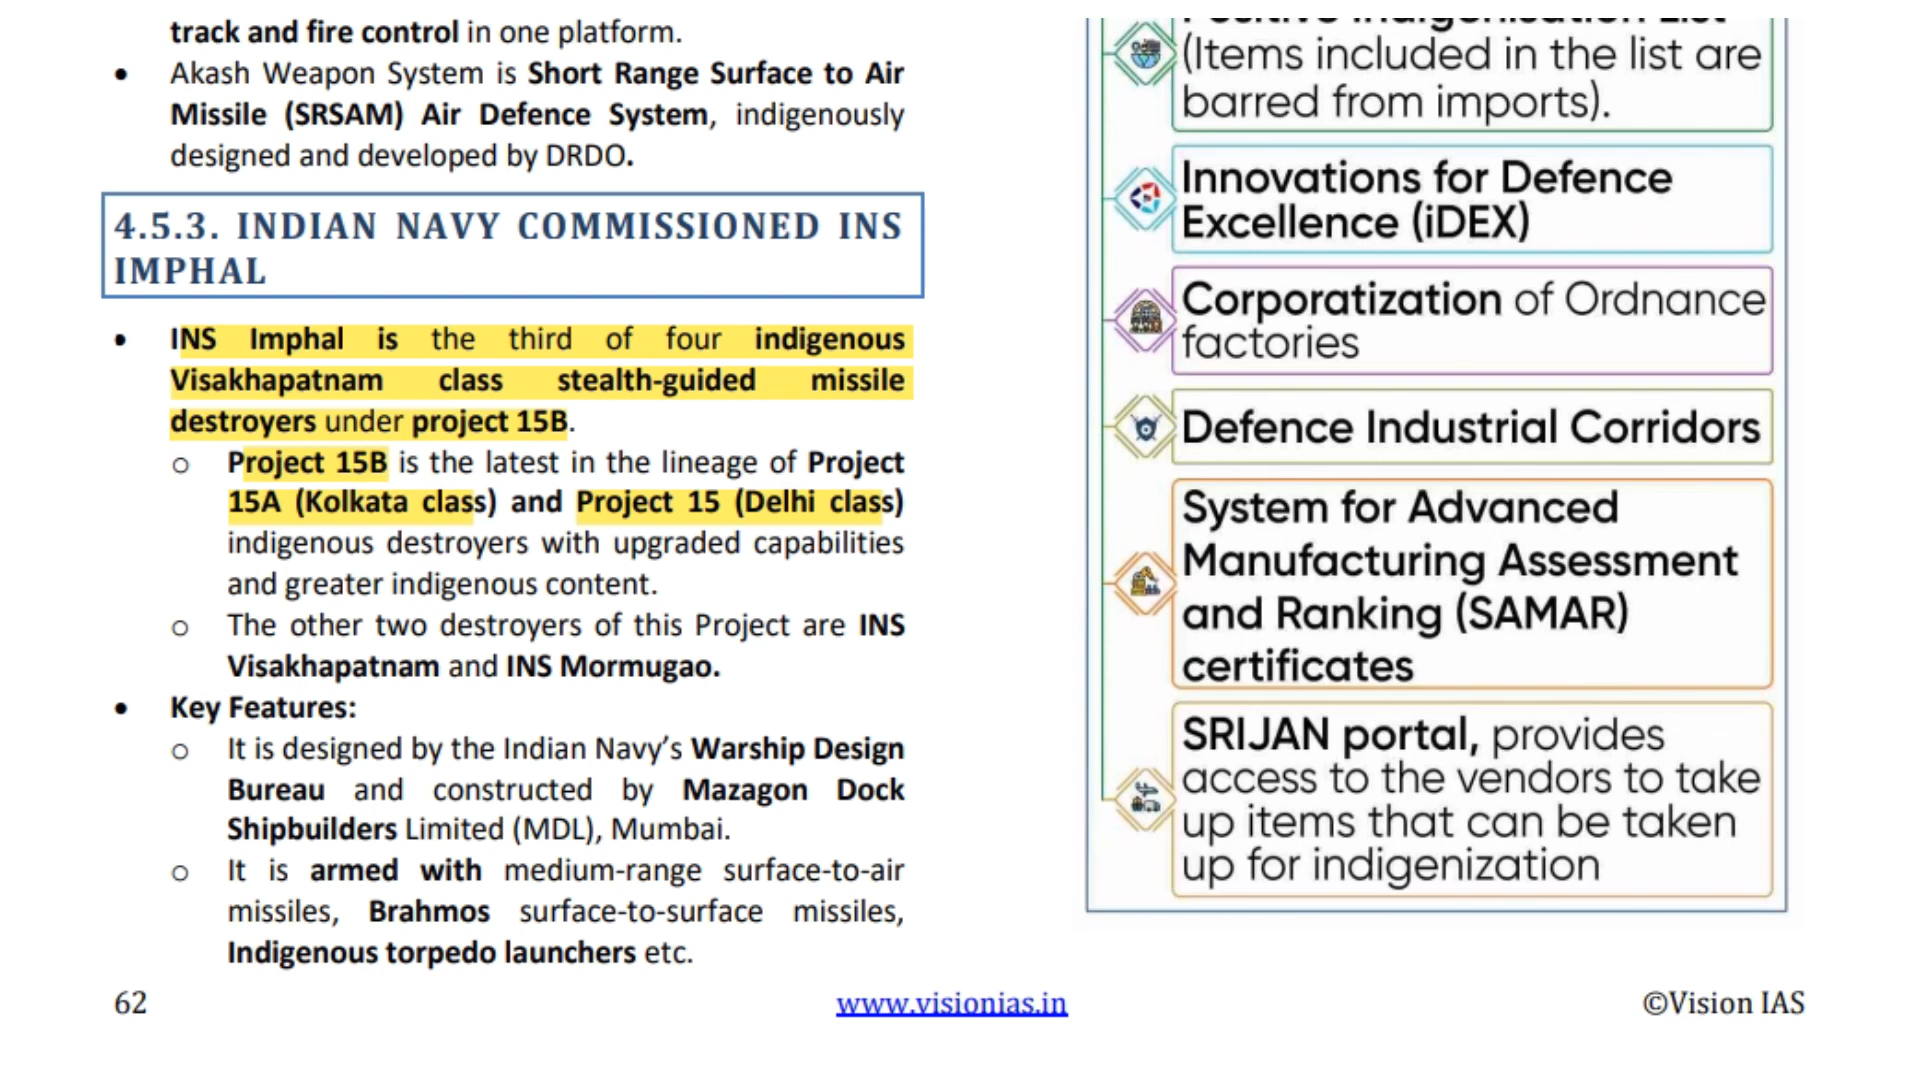 track and fire control in one platform.
• Akash Weapon System is Short Range Surface to Air
Missile (SRSAM) Air Defence System, indigenously
designed and developed by DRDO.
4.5.3. INDIAN NAVY COMMISSIONED INS
IMPHAL
• INS Imphal is the third of four indigenous
Visakhapatnam class stealth-guided missile
destroyers under project 15B.
o Project 15B is the latest in the lineage of Project
15A (Kolkata class) and Project 15 (Delhi class)
indigenous destroyers with upgraded capabilities
and greater indigenous content.
o The other two destroyers of this Project are INS
Visakhapatnam and INS Mormugao.
• Key Features:
o It is designed by the Indian Navy’s Warship Design
Bureau and constructed by Mazagon Dock
Shipbuilders Limited (MDL), Mumbai.
o It is armed with medium-range surface-to-air
missiles, Brahmos surface-to-surface missiles,
Indigenous torpedo launchers etc.
Positive Indigenisation List
(Items included in the list are
barred from imports).
Innovations for Defence
Excellence (iDEX)
Corporatization of Ordnance
factories
Defence Industrial Corridors
System for Advanced
Manufacturing Assessment
and Ranking (SAMAR)
certificates
SRIJAN portal, provides
access to the vendors to take
up items that can be taken
up for indigenization
62
www.visionias.in
©Vision IAS